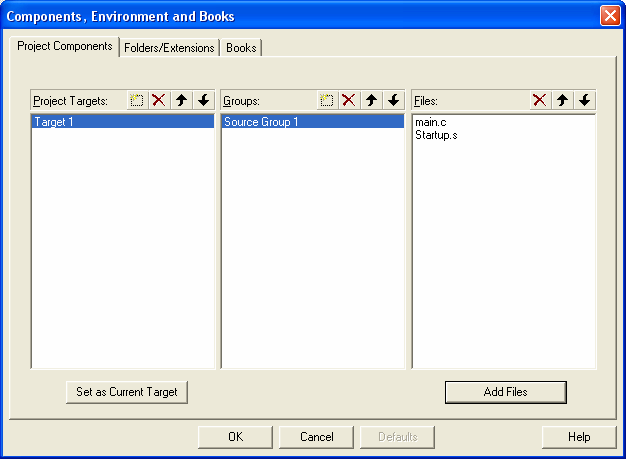 Components, Environment and Books
Project Components Folders/Extensions Books
Project Targets: Groups: Files:
Target 1 Source Group 1 main.c
Startup.s
Set as Current Target Add Files
OK Cancel Defaults Help